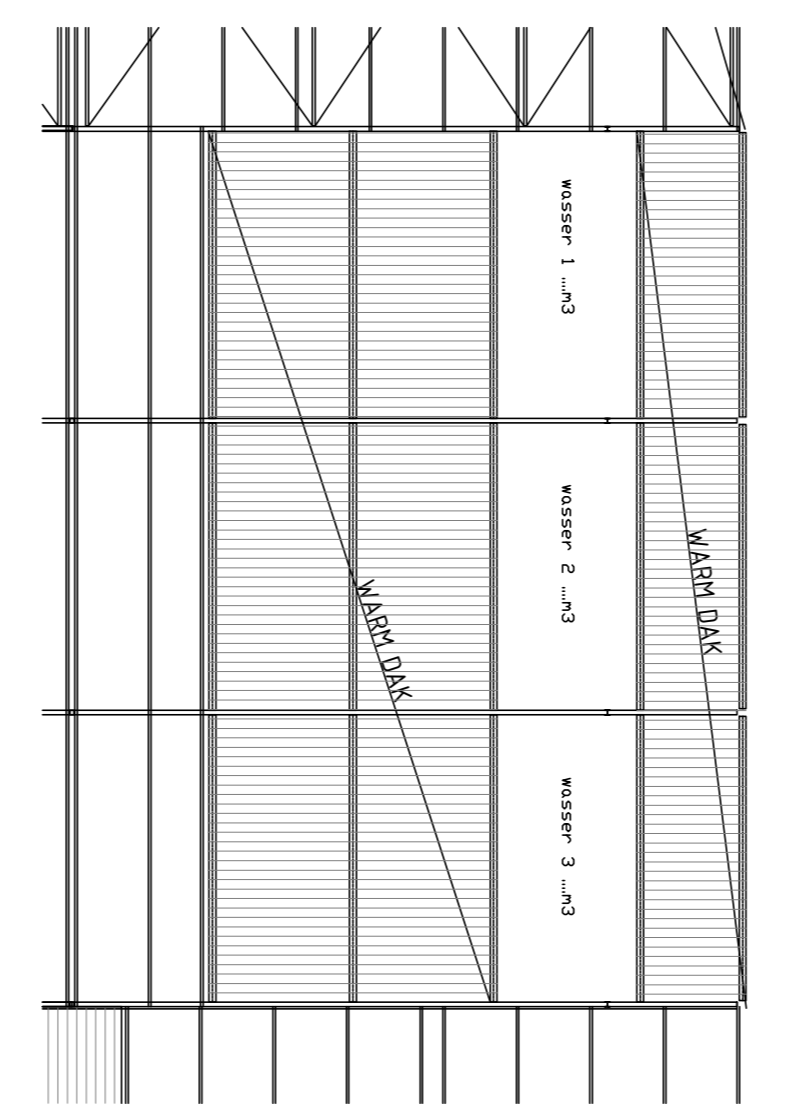 wasser 1 ....m3
wasser 2 ....m3
wasser 3 ....m3
WARM DAK
WARM DAK